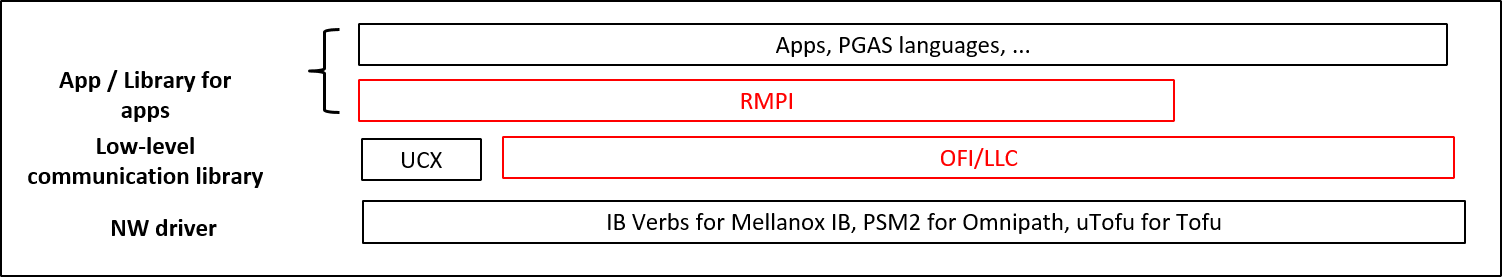 Apps, PGAS languages, ...
App / Library for
apps
RMPI
Low-level
communication library
UCX
OFI/LLC
NW driver
IB Verbs for Mellanox IB, PSM2 for Omnipath, uTofu for Tofu